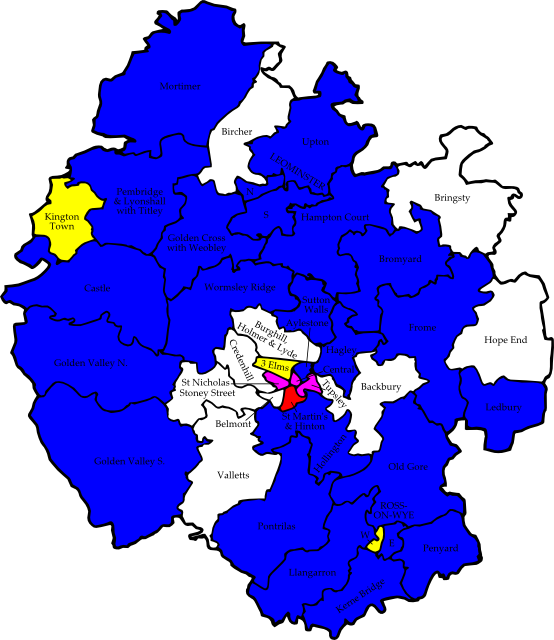 Mortimer
Bircher
Upton
LEOMINSTER
N
S
Pembridge
& Lyonshall
with Titley
Kington
Town
Bringsty
Hampton Court
Golden Cross
with Weobley
Bromyard
Castle
Wormsley Ridge
Sutton
Walls
Frome
Hope End
Burghill,
Holmer & Lyde
Hagley
Golden Valley N.
Credenhill
3 Elms
Central
Tupsley
Backbury
St Nicholas
Stoney Street
Ledbury
Belmont
St Martins
& Hinton
Hollington
Golden Valley S.
Valletts
Old Gore
ROSS-
ON-WYE
Pontrilas
W
E
Penyard
Llangarron
Kerne Bridge